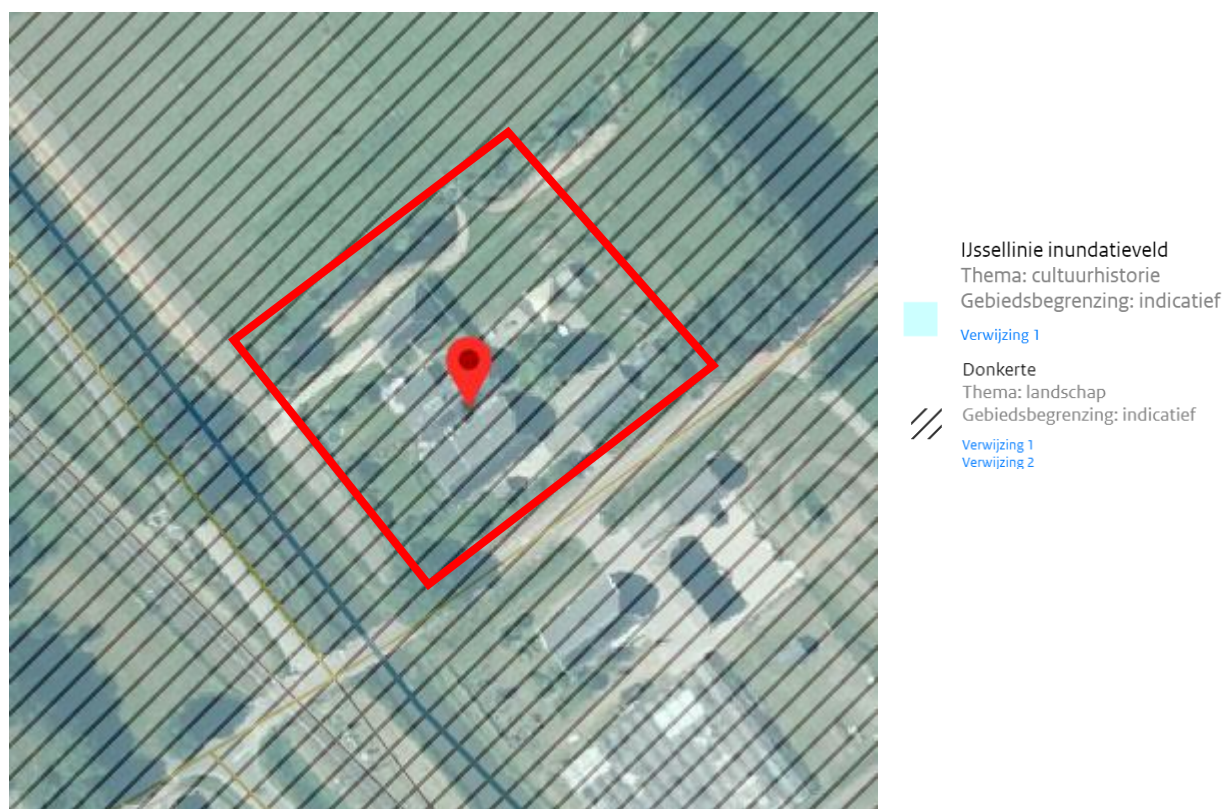 IJssellinie inundatieveld
Thema: cultuurhistorie
Gebiedsbegrenzing: indicatief
Verwijzing 1
Donkerte
Thema: landschap
Gebiedsbegrenzing: indicatief
Verwijzing 1
Verwijzing 2